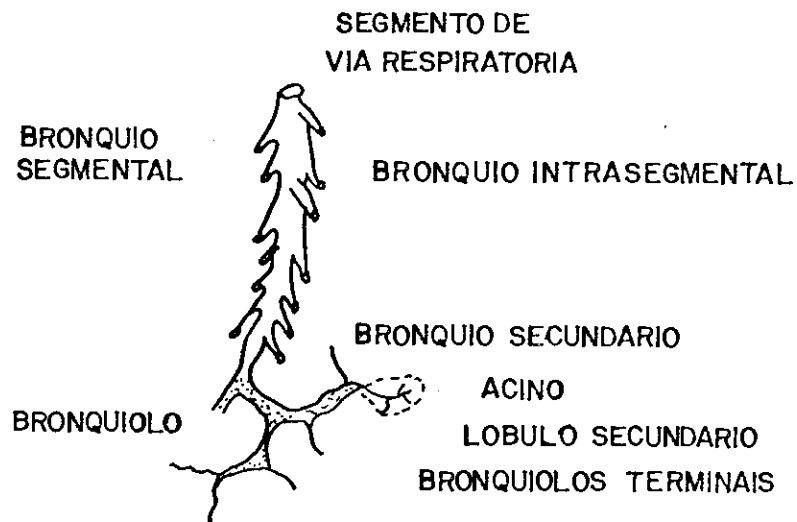 SEGMENTO DE
VIA RESPIRATORIA
BRONQUIO
SEGMENTAL
BRONQUIO INTRASEGMENTAL
BRONQUIO SECUNDARIO
ACINO
BRONQUIOLO
LOBULO SECUNDARIO
BRONQUIOLOS TERMINAIS